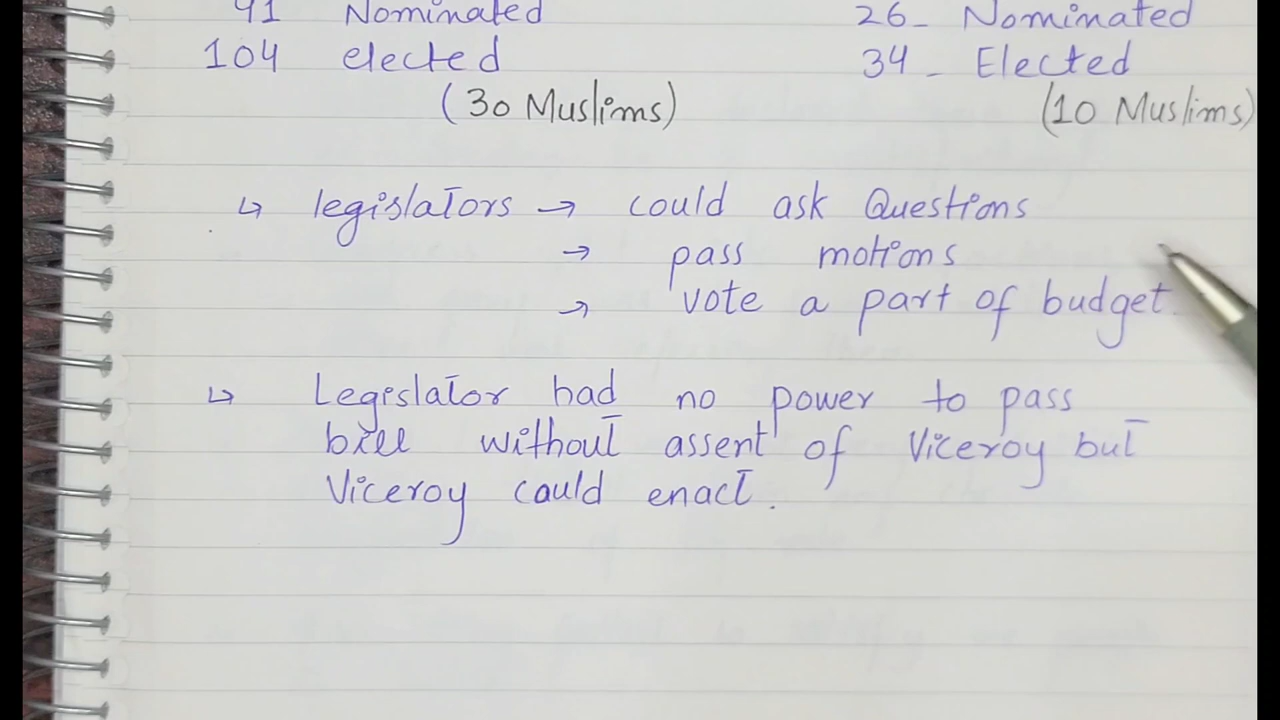 41 Nominated 26- Nominated
104 elected 34 - Elected
(30 Muslims) (10 Muslims)
↳ legislators → could ask Questions
→ pass motions
→ vote a part of budget.
↳ Legislator had no power to pass
bill without assent of Viceroy but
Viceroy could enact.